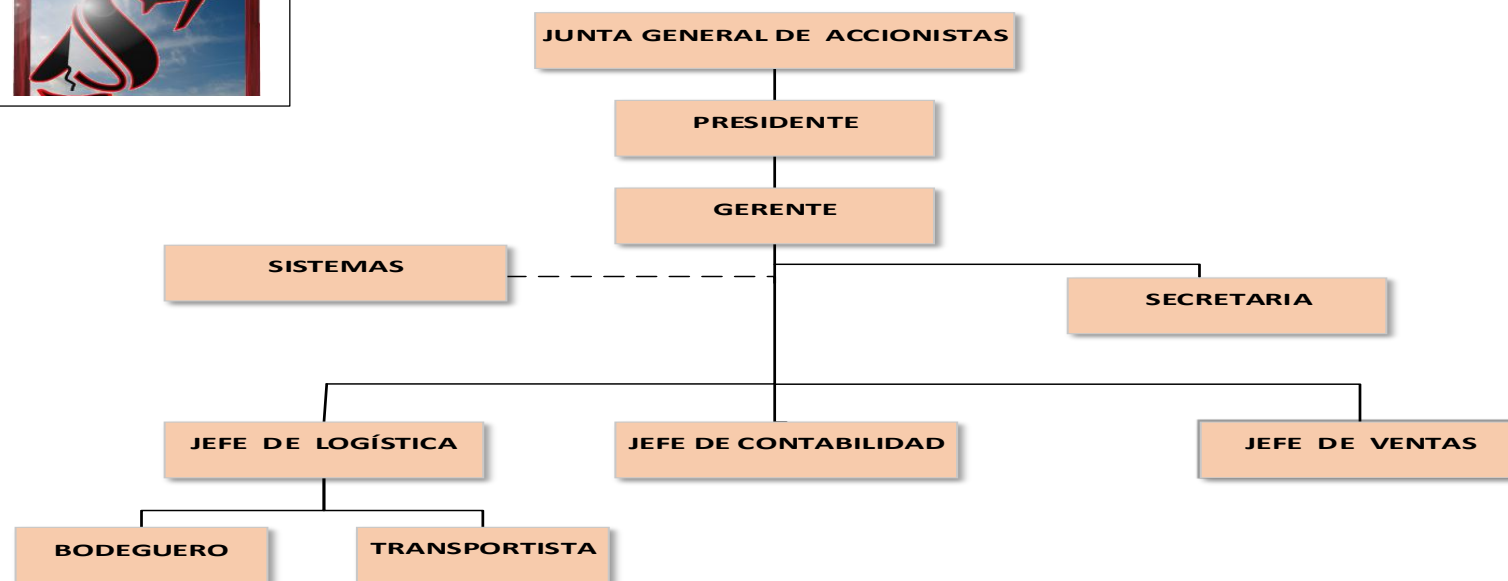 JUNTA GENERAL DE ACCIONISTAS
PRESIDENTE
GERENTE
SISTEMAS
SECRETARIA
JEFE DE LOGÍSTICA
JEFE DE CONTABILIDAD
JEFE DE VENTAS
BODEGUERO
TRANSPORTISTA